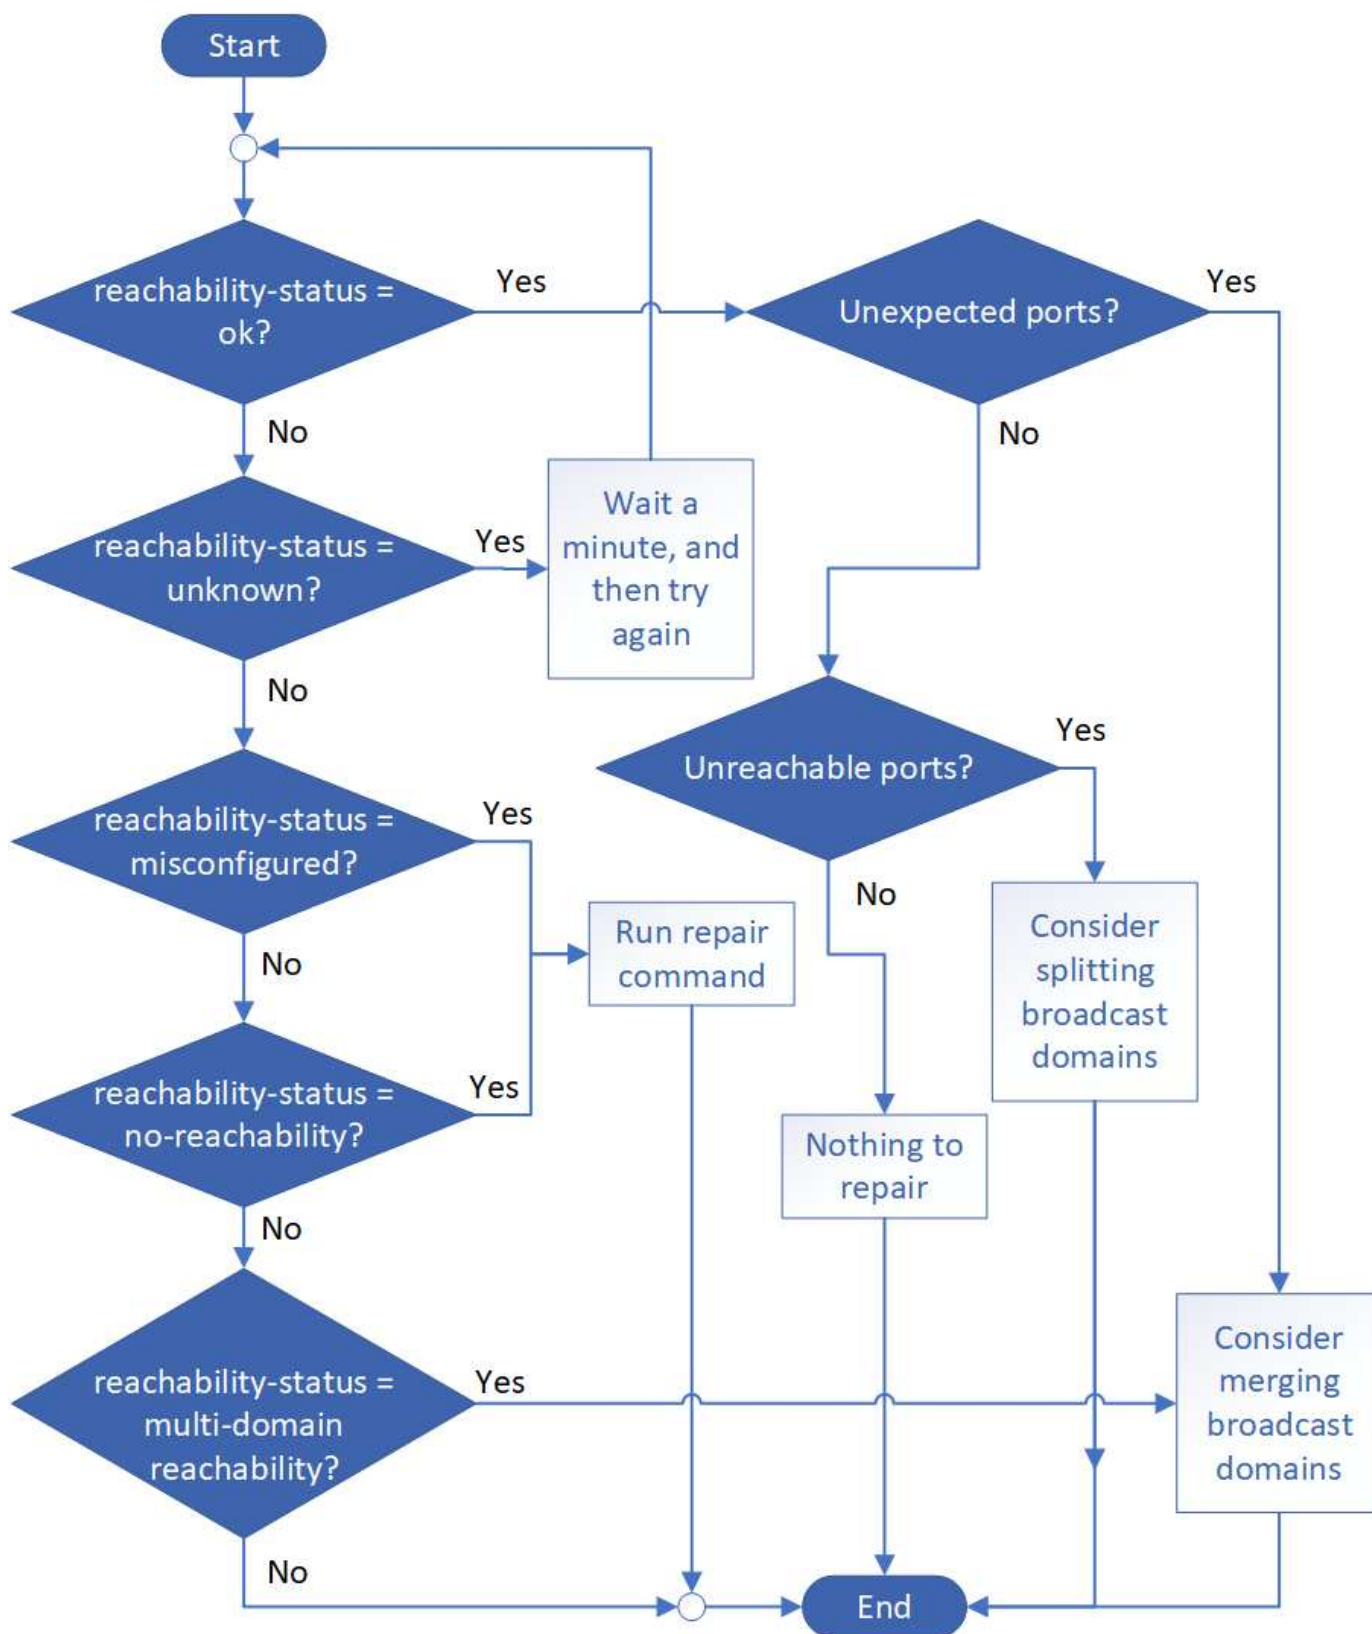 Start
reachability-status =
ok?
Yes
Unexpected ports?
Yes
No
No
reachability-status =
unknown?
Yes
Wait a
minute, and
then try
again
No
Unreachable ports?
Yes
reachability-status =
misconfigured?
Yes
No
No
Run repair
command
Consider
splitting
broadcast
domains
reachability-status =
no-reachability?
Yes
Nothing to
repair
No
reachability-status =
multi-domain
reachability?
Yes
Consider
merging
broadcast
domains
No
End